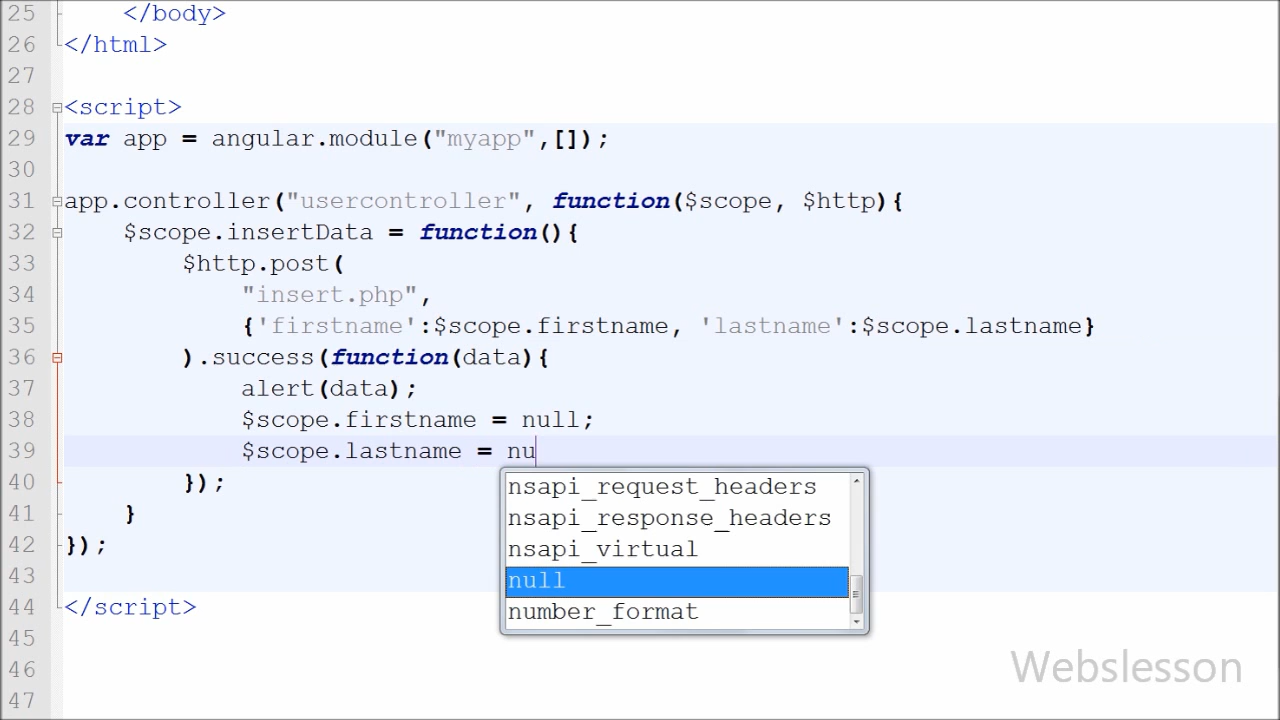 25 </body>
26 </html>
27
28 <script>
29 var app = angular.module("myapp",[]);
30
31 app.controller("usercontroller", function($scope, $http){
32 $scope.insertData = function(){
33 $http.post(
34 "insert.php",
35 {'firstname':$scope.firstname, 'lastname':$scope.lastname}
36 ).success(function(data){
37 alert(data);
38 $scope.firstname = null;
39 $scope.lastname = nu
40 });
nsapi_request_headers
nsapi_response_headers
nsapi_virtual
null
number_format
41 }
42 });
43
44 </script>
45
46
47
Webslesson